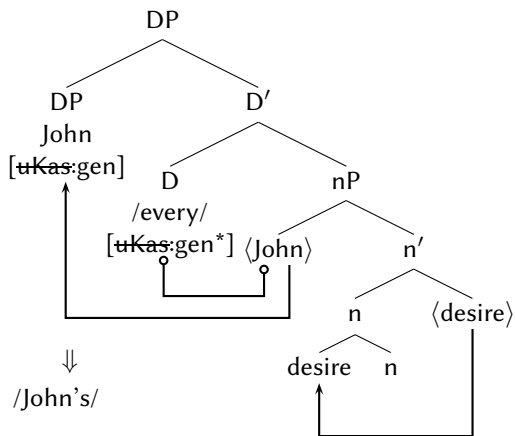 DP
DP D′
John
[uKas:gen] D nP
/every/
[uKas:gen*] ⟨John⟩ n′
n ⟨desire⟩
⇓ desire n
/John's/